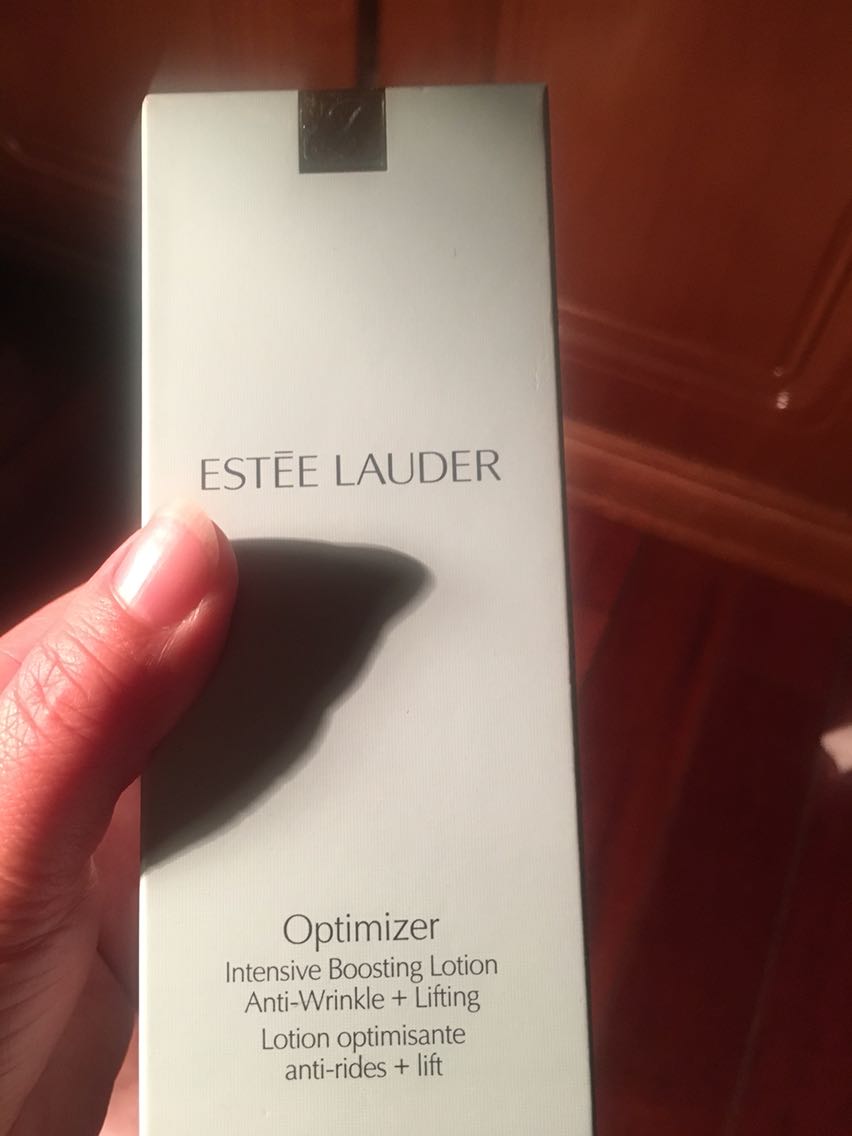 ESTĒE LAUDER
Optimizer
Intensive Boosting Lotion
Anti-Wrinkle + Lifting
Lotion optimisante
anti-rides + lift